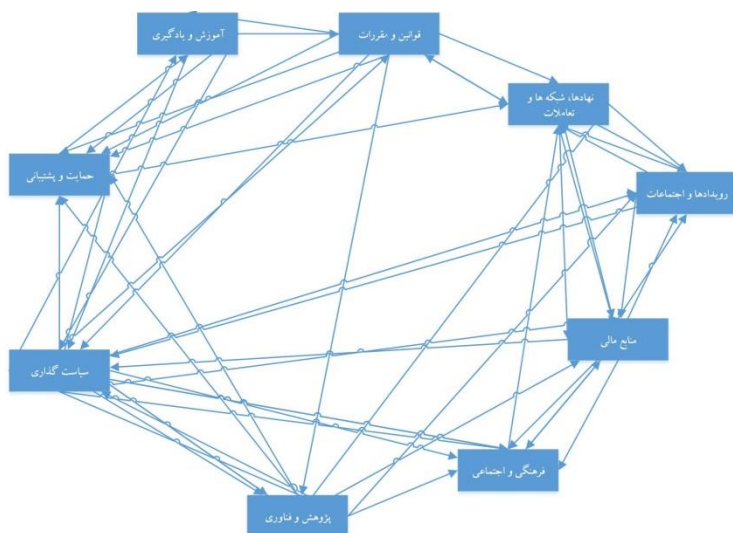 قوانین و مقررات
آموزش و یادگیری
نهادها، شبکه ها و
تعاملات
حمایت و پشتیبانی
رویدادها و اجتماعات
منابع مالی
سیاست گذاری
فرهنگی و اجتماعی
پژوهش و فناوری